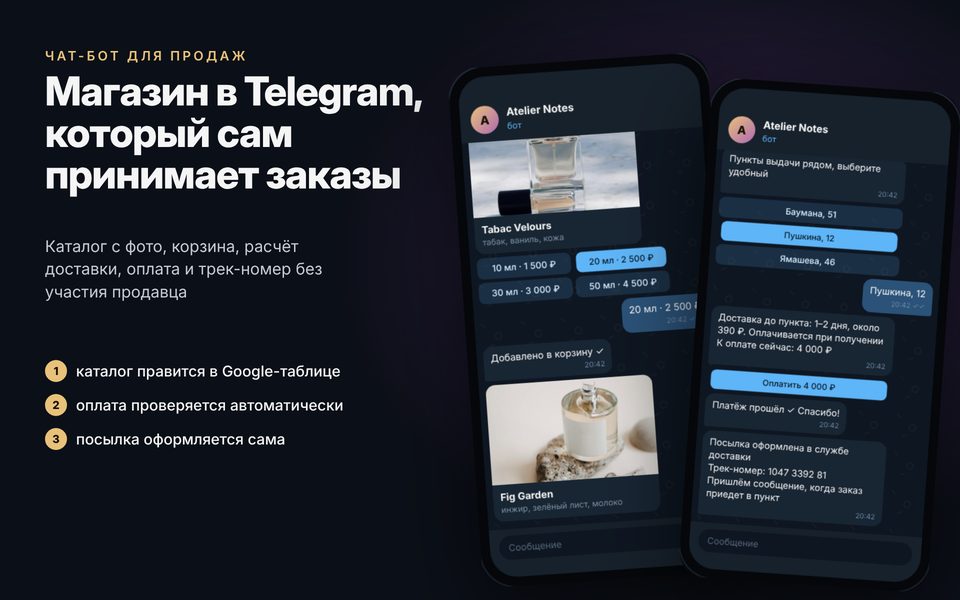 ЧАТ-БОТ ДЛЯ ПРОДАЖ
Магазин в Telegram,
который сам
принимает заказы
Каталог с фото, корзина, расчёт
доставки, оплата и трек-номер без
участия продавца
1 каталог правится в Google-таблице
2 оплата проверяется автоматически
3 посылка оформляется сама
A
Atelier Notes
бот
Tabac Velours
табак, ваниль, кожа
10 мл · 1 500 ₽
20 мл · 2 500 ₽
30 мл · 3 000 ₽
50 мл · 4 500 ₽
20 мл · 2 500 ₽
20:42
Добавлено в корзину ✓
20:42
Fig Garden
инжир, зелёный лист, молоко
Сообщение
A
Atelier Notes
бот
Пункты выдачи рядом, выберите
удобный
20:42
Баумана, 51
Пушкина, 12
Ямашева, 46
Пушкина, 12
20:42 ✓✓
Доставка до пункта: 1–2 дня, около
390 ₽. Оплачивается при получении
К оплате сейчас: 4 000 ₽
20:42
Оплатить 4 000 ₽
Платёж прошёл ✓ Спасибо!
20:42
Посылка оформлена в службе
доставки
Трек-номер: 1047 3392 81
Пришлём сообщение, когда заказ
приедет в пункт
20:42
Сообщение